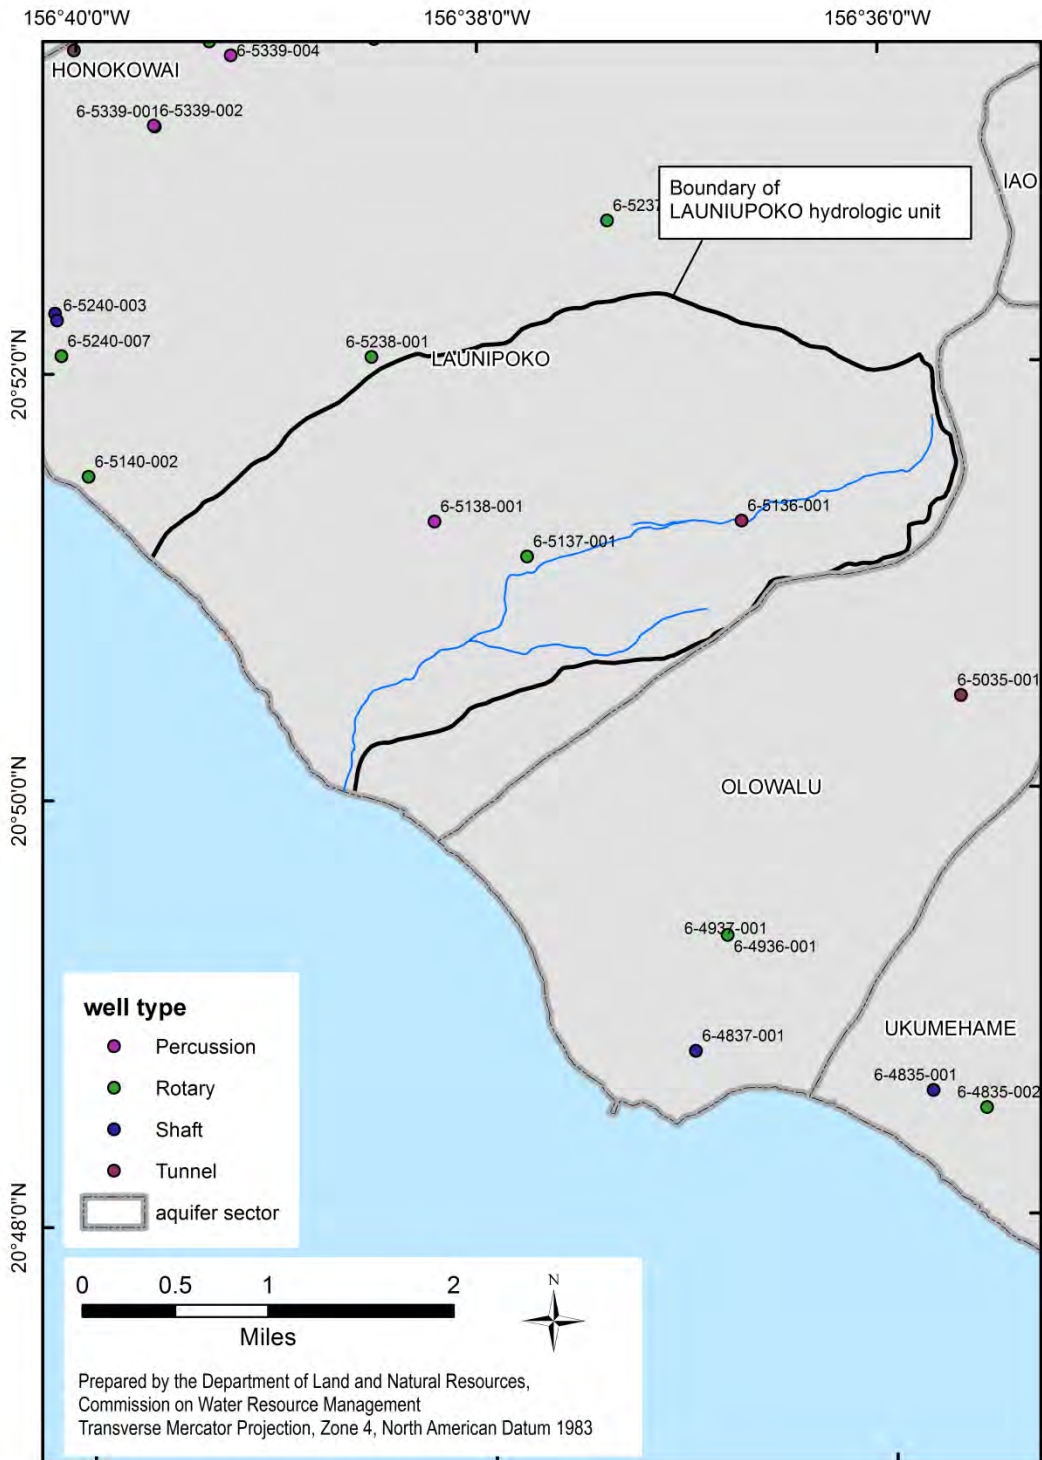 156°40'0"W
156°38'0"W
156°36'0"W
6-5339-004
HONOKOWAI
6-5339-001
6-5339-002
IAO
Boundary of
LAUNIUPOKO hydrologic unit
6-5237
6-5240-003
6-5240-007
6-5238-001
LAUNIPOKO
20°52'0"N
6-5140-002
6-5138-001
6-5136-001
6-5137-001
6-5035-001
OLOWALU
20°50'0"N
6-4937-001
6-4936-001
UKUMEHAME
6-4837-001
6-4835-001
6-4835-002
20°48'0"N
well type
Percussion
Rotary
Shaft
Tunnel
aquifer sector
0 0.5 1 2
Miles
N
Prepared by the Department of Land and Natural Resources,
Commission on Water Resource Management
Transverse Mercator Projection, Zone 4, North American Datum 1983